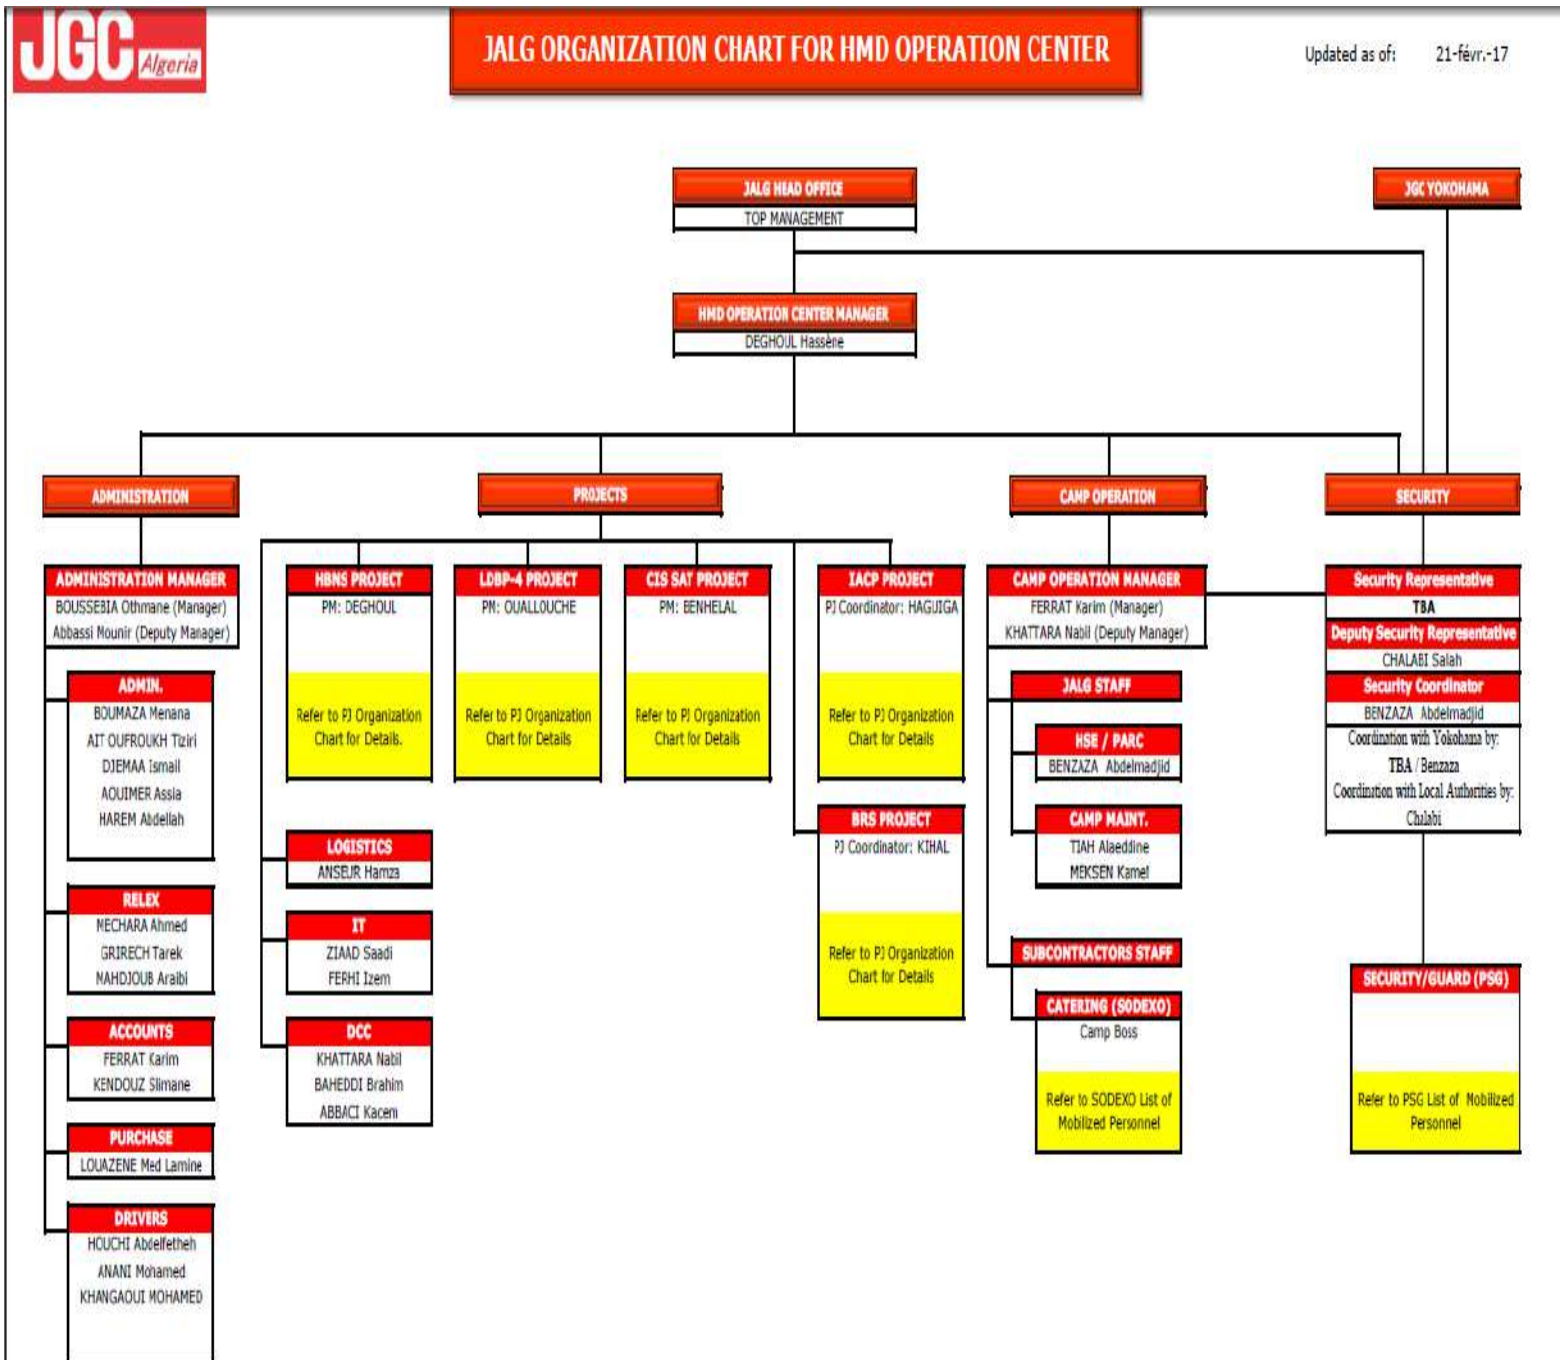 JGC Algeria
JALG ORGANIZATION CHART FOR HMD OPERATION CENTER
Updated as of: 21-févr.-17
JALG HEAD OFFICE
TOP MANAGEMENT
JGC YOKOHAMA
HMD OPERATION CENTER MANAGER
DEGHOUL Hassène
ADMINISTRATION
PROJECTS
CAMP OPERATION
SECURITY
ADMINISTRATION MANAGER
BOUSSEBIA Othmane (Manager)
Abbassi Mounir (Deputy Manager)
ADMIN.
BOUMAZA Menana
AIT OUFROUKH Tiziri
DJEMAA Ismail
AOUIMER Assia
HAREM Abdellah
RELEX
MECHARA Ahmed
GRIRECH Tarek
MAHDJOUB Araibi
ACCOUNTS
FERRAT Karim
KENDOUZ Slimane
PURCHASE
LOUAZENE Med Lamine
DRIVERS
HOUCHI Abdelfetheh
ANANI Mohamed
KHANGAOUI MOHAMED
HBNS PROJECT
PM: DEGHOUL
Refer to PJ Organization
Chart for Details.
LDBP-4 PROJECT
PM: OUALLOUCHE
Refer to PJ Organization
Chart for Details
CIS SAT PROJECT
PM: BENHELAL
Refer to PJ Organization
Chart for Details
IACP PROJECT
PJ Coordinator: HAGUIGA
Refer to PJ Organization
Chart for Details
LOGISTICS
ANSEUR Hamza
IT
ZIAAD Saadi
FERHI Izem
DCC
KHATTARA Nabil
BAHEDDI Brahim
ABBACI Kacem
BRS PROJECT
PJ Coordinator: KIHAL
Refer to PJ Organization
Chart for Details
CAMP OPERATION MANAGER
FERRAT Karim (Manager)
KHATTARA Nabil (Deputy Manager)
JALG STAFF
HSE / PARC
BENZAZA Abdelmadjid
CAMP MAINT.
TIAH Alaeddine
MEKSEN Kamel
SUBCONTRACTORS STAFF
CATERING (SODEXO)
Camp Boss
Refer to SODEXO List of
Mobilized Personnel
Security Representative
TBA
Deputy Security Representative
CHALABI Salah
Security Coordinator
BENZAZA Abdelmadjid
Coordination with Yokohama by:
TBA / Benzaza
Coordination with Local Authorities by:
Chalabi
SECURITY/GUARD (PSG)
Refer to PSG List of Mobilized
Personnel